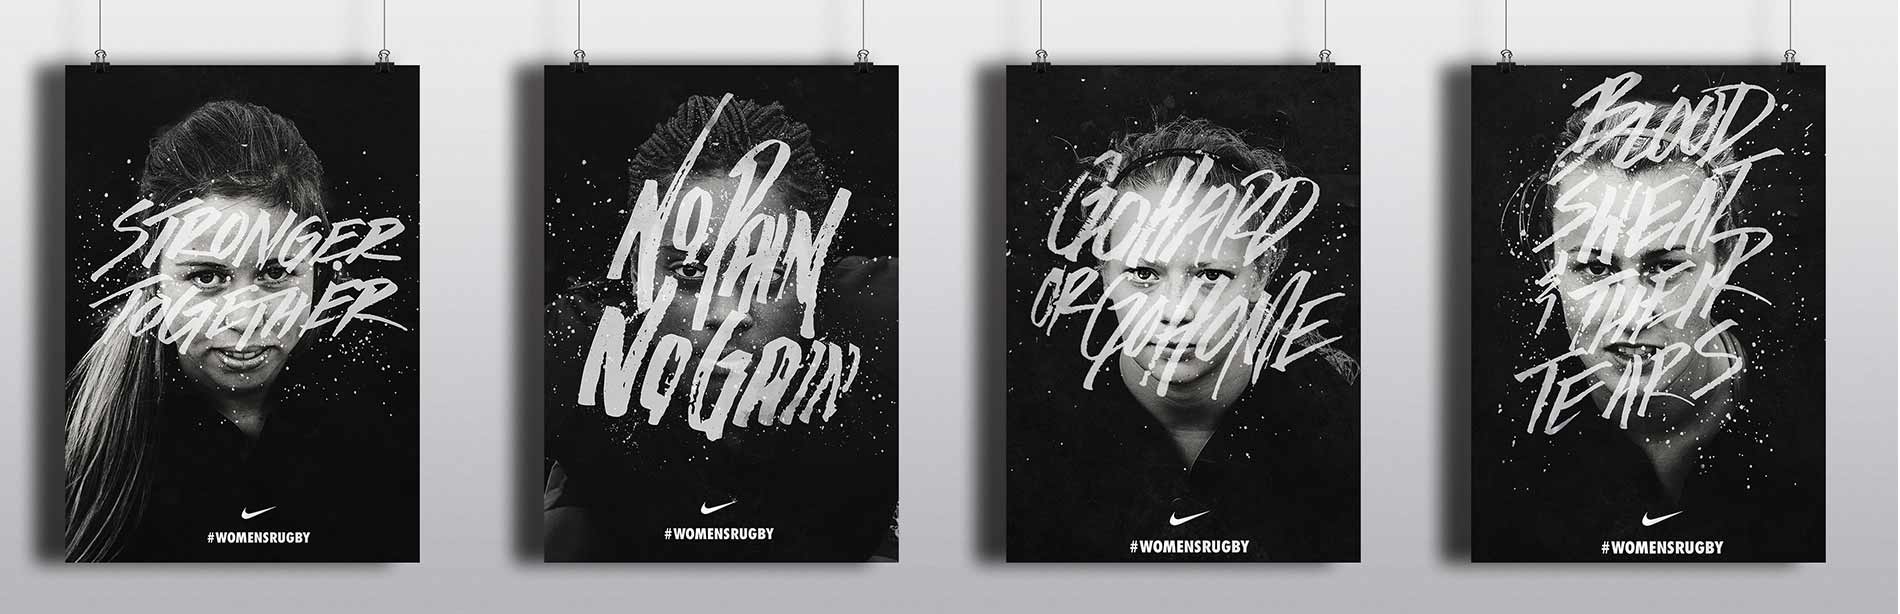 STRONGER
TOGETHER
#WOMENSRUGBY
NO PAIN
NO GAIN
#WOMENSRUGBY
GO HARD
OR GO HOME
#WOMENSRUGBY
BLOOD
SWEAT
& THEIR
TEARS
#WOMENSRUGBY